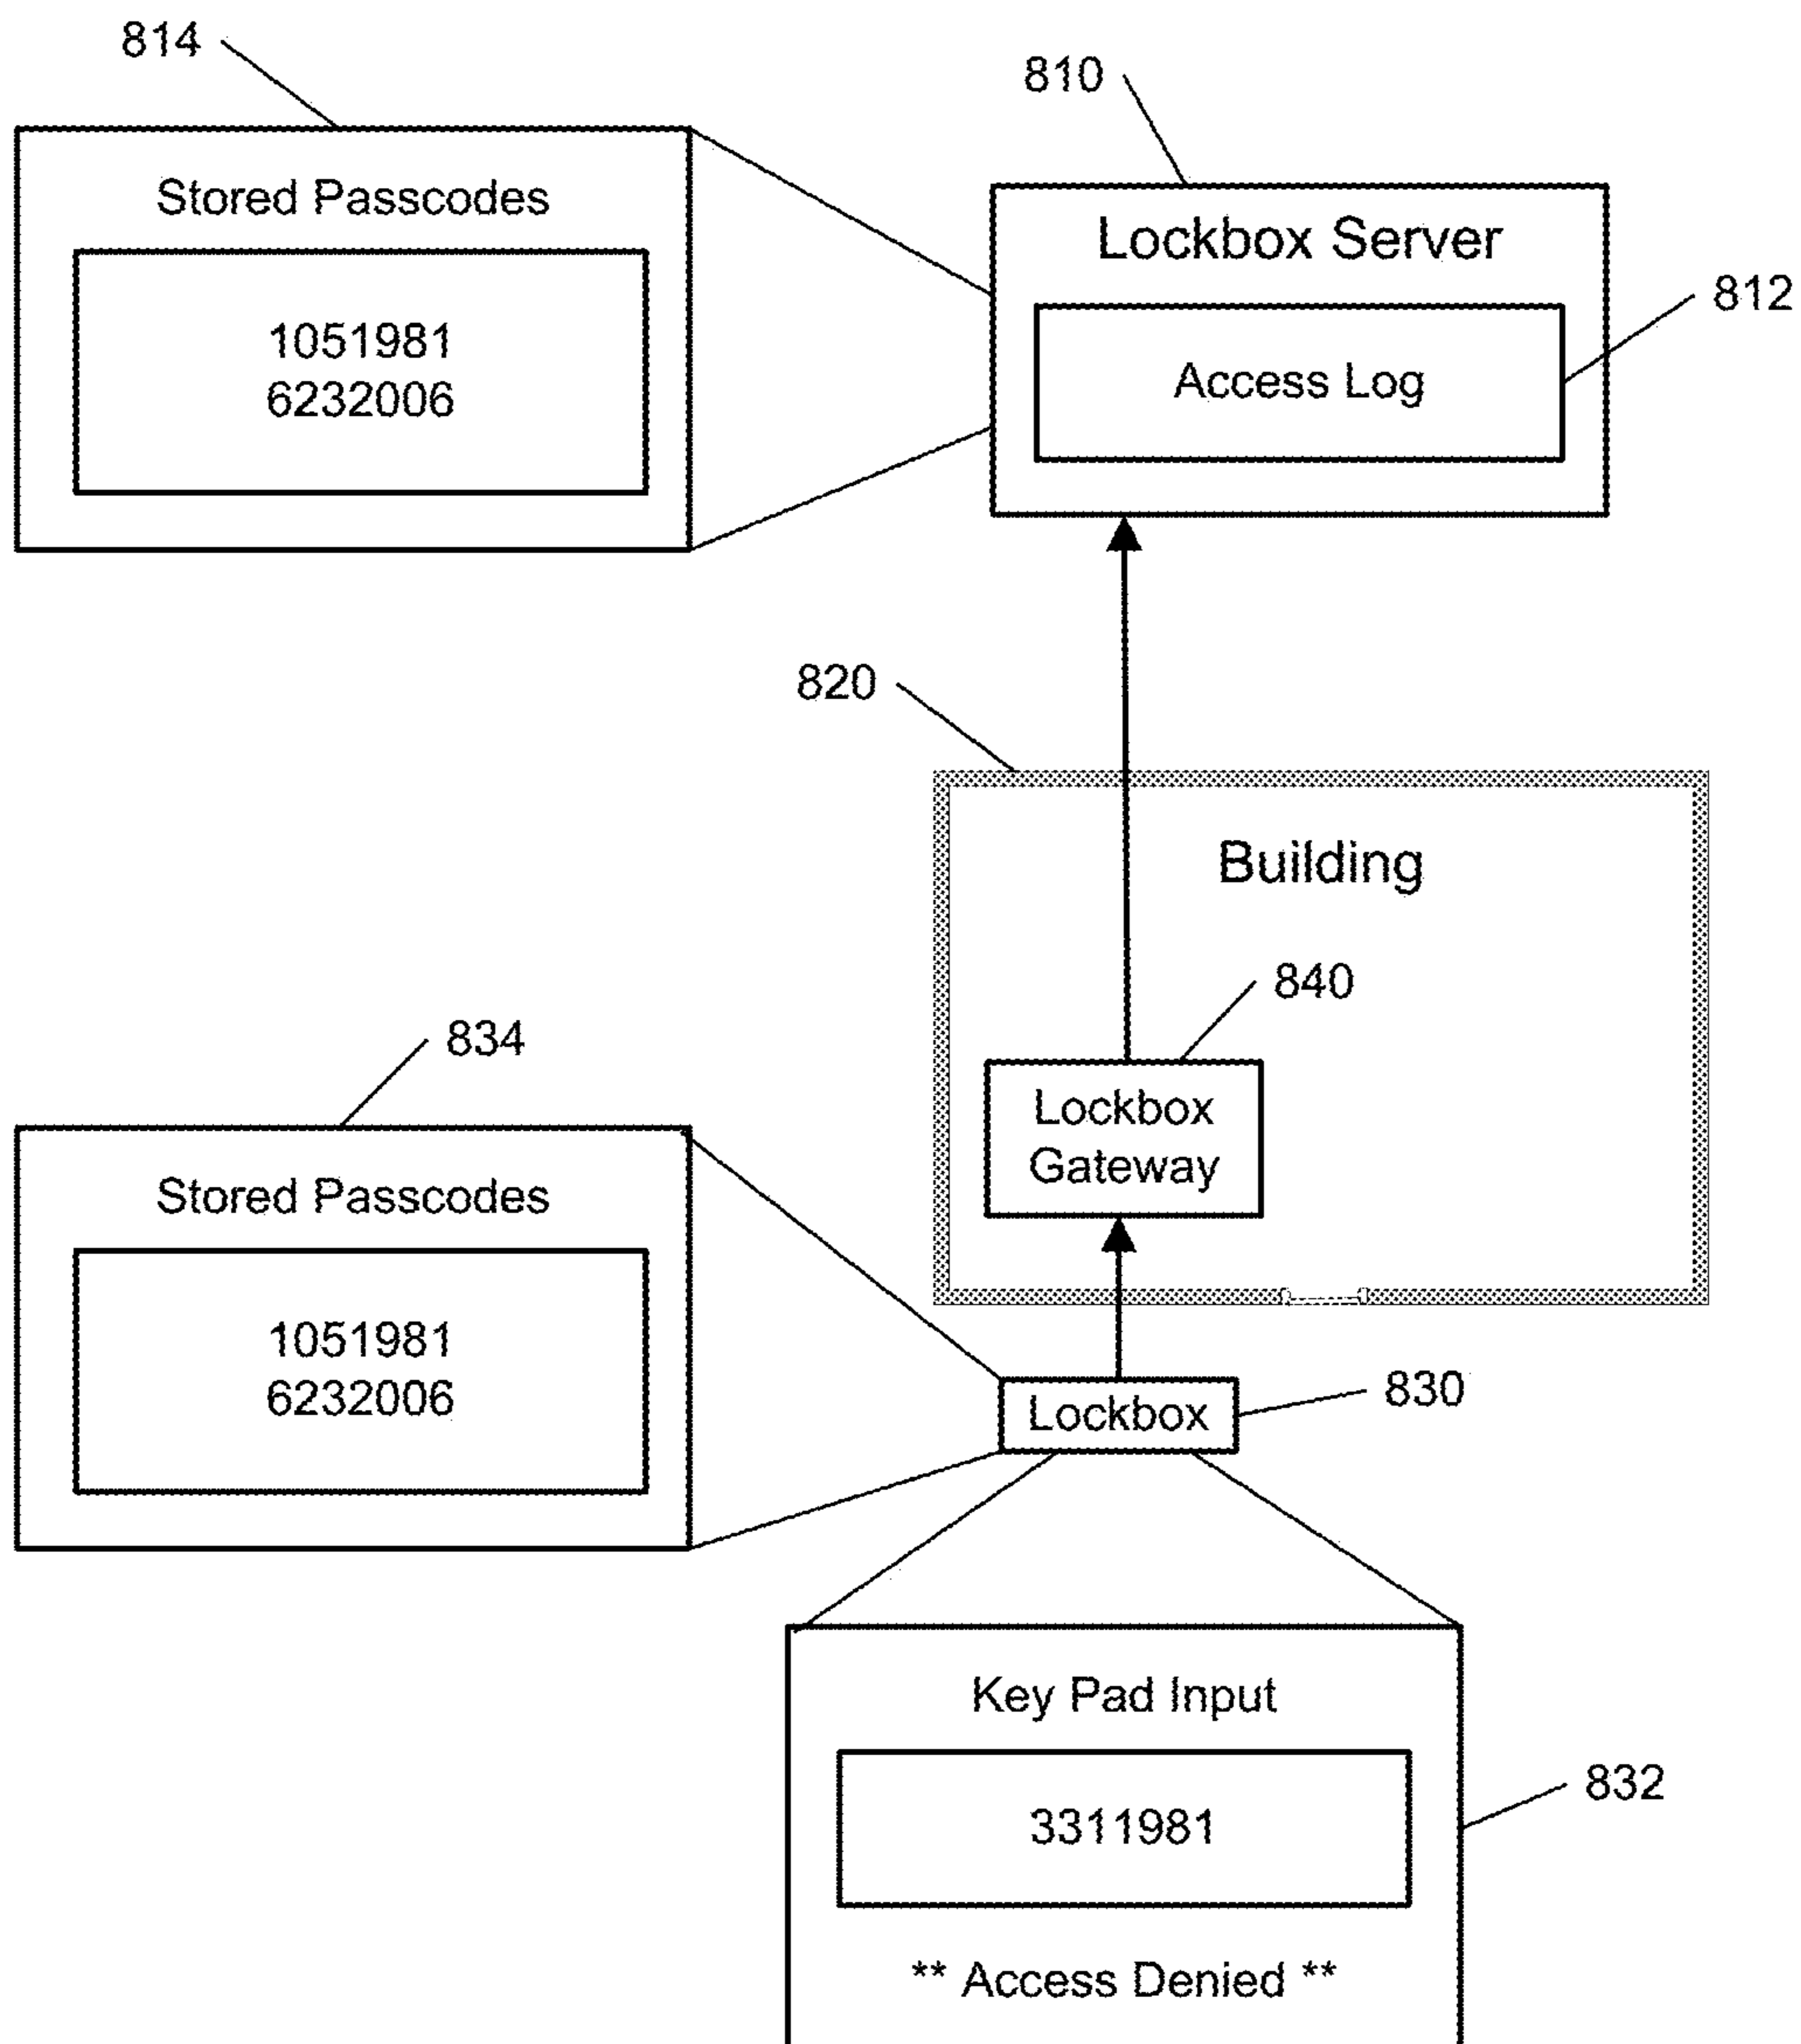 814
810
Stored Passcodes
1051981
6232006
Lockbox Server
812
Access Log
820
Building
840
Lockbox
Gateway
834
Stored Passcodes
1051981
6232006
830
Lockbox
Key Pad Input
832
3311981
** Access Denied **